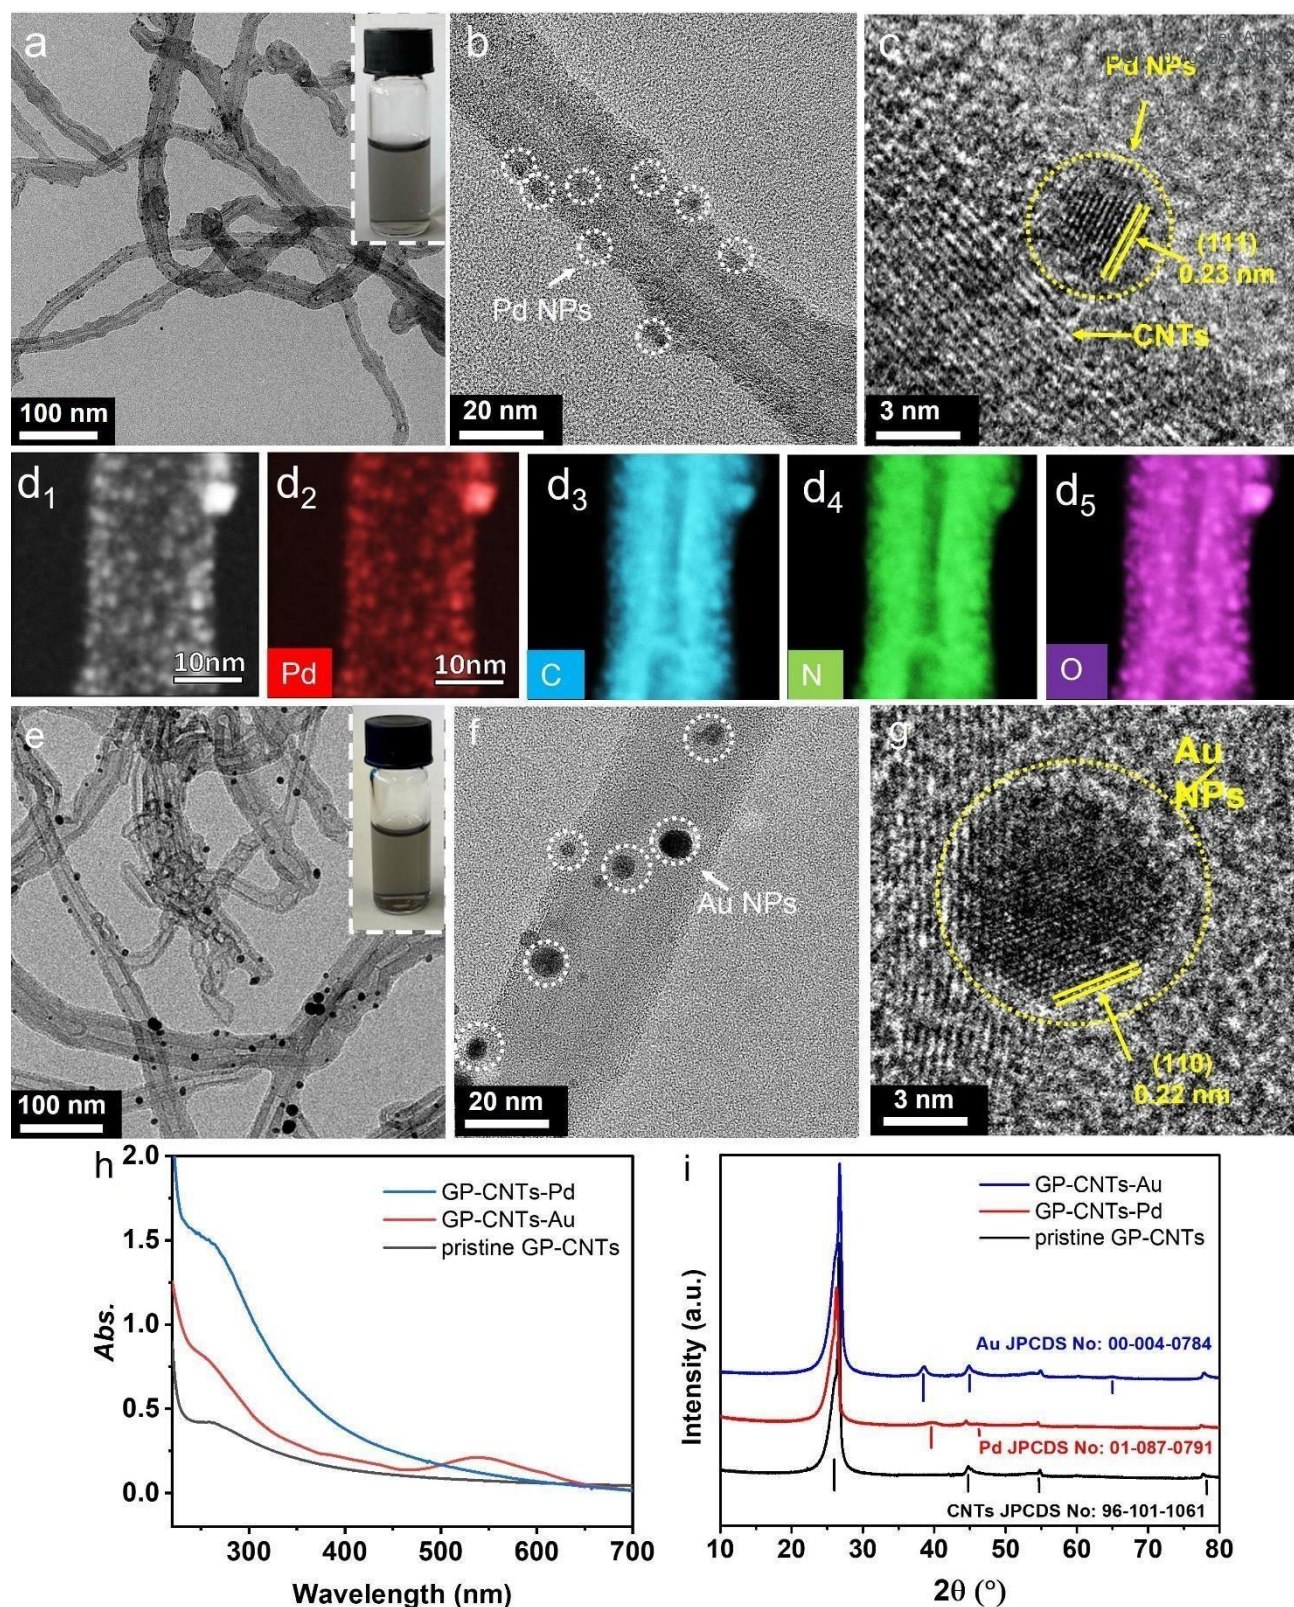 a
b
c
Pd NPs
(111)
0.23 nm
Pd NPs
CNTs
100 nm
20 nm
3 nm
d1
d2
d3
d4
d5
10nm
Pd
10nm
C
N
O
e
f
g
Au
NPs
Au NPs
(110)
0.22 nm
100 nm
20 nm
3 nm
h
GP-CNTs-Pd
GP-CNTs-Au
pristine GP-CNTs
2.0
1.5
1.0
0.5
0.0
Abs.
300 400 500 600 700
Wavelength (nm)
i
GP-CNTs-Au
GP-CNTs-Pd
pristine GP-CNTs
Au JPCDS No: 00-004-0784
Pd JPCDS No: 01-087-0791
CNTs JPCDS No: 96-101-1061
Intensity (a.u.)
10 20 30 40 50 60 70 80
2θ (°)